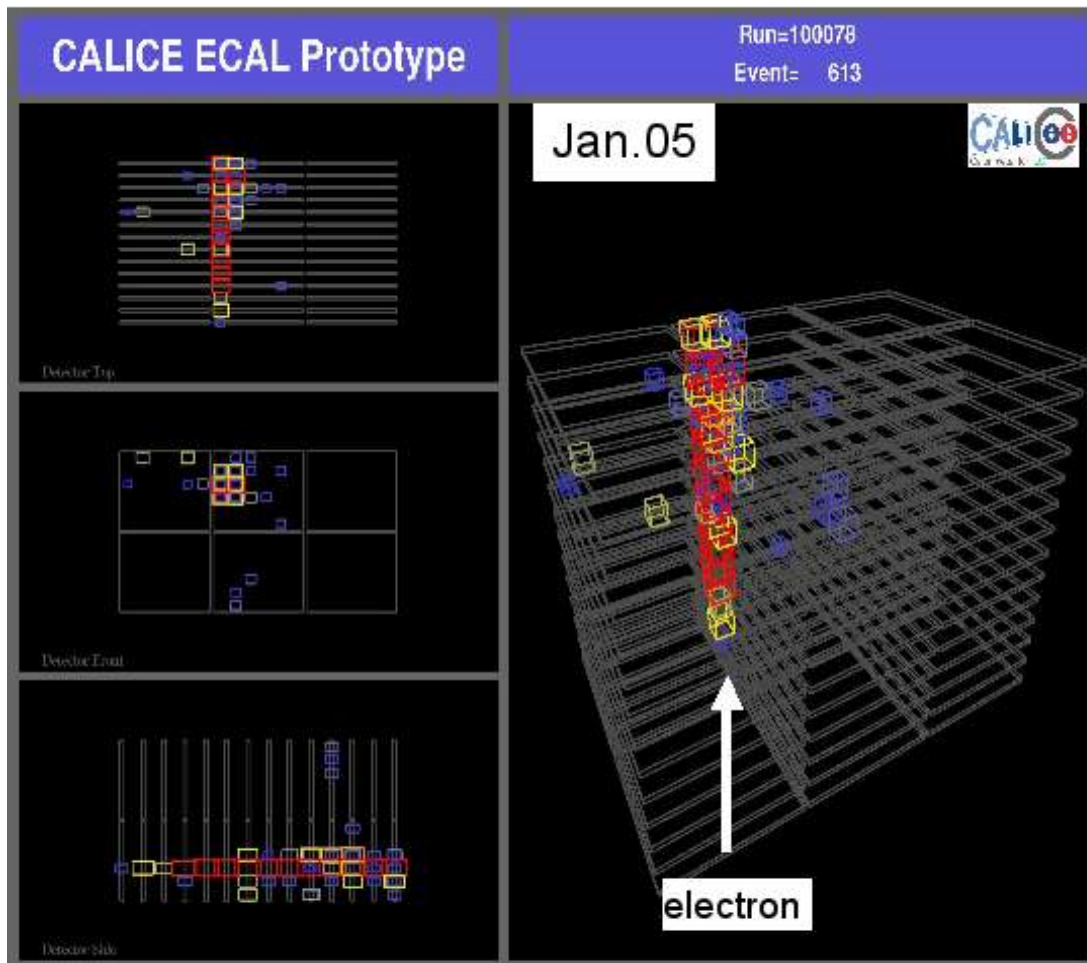 CALICE ECAL Prototype
Run=100078
Event= 613
Jan.05
CALICE
Detector Top
Detector Front
Detector Side
electron